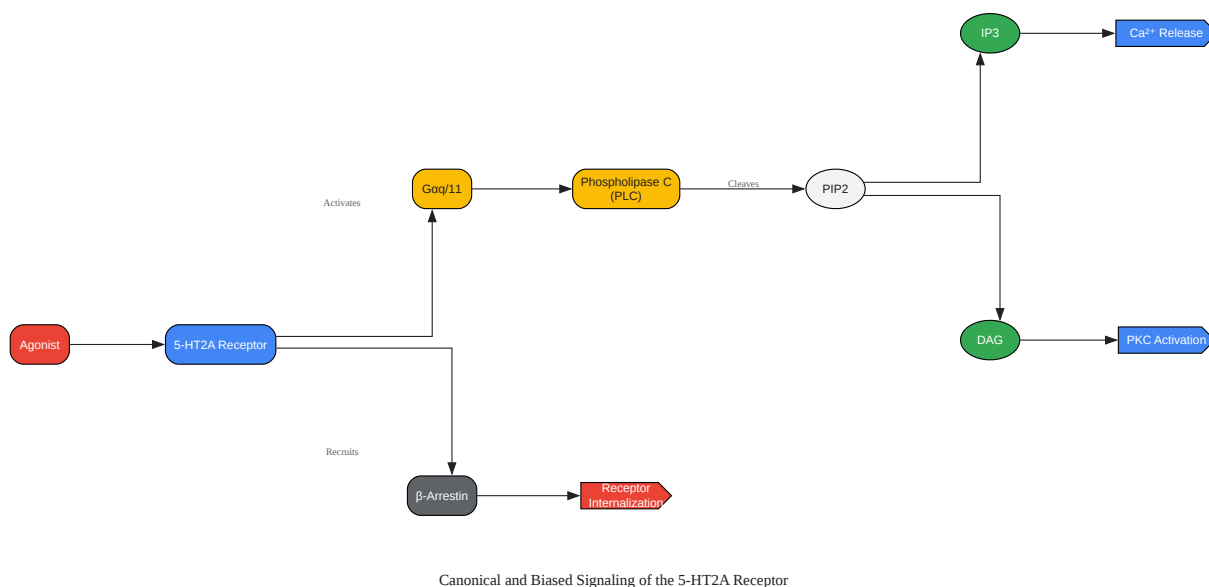 IP3
Ca²⁺ Release
Gαq/11
Phospholipase C
(PLC)
Cleaves
PIP2
Activates
Agonist
5-HT2A Receptor
DAG
PKC Activation
Recruits
β-Arrestin
Receptor
Internalization
Canonical and Biased Signaling of the 5-HT2A Receptor